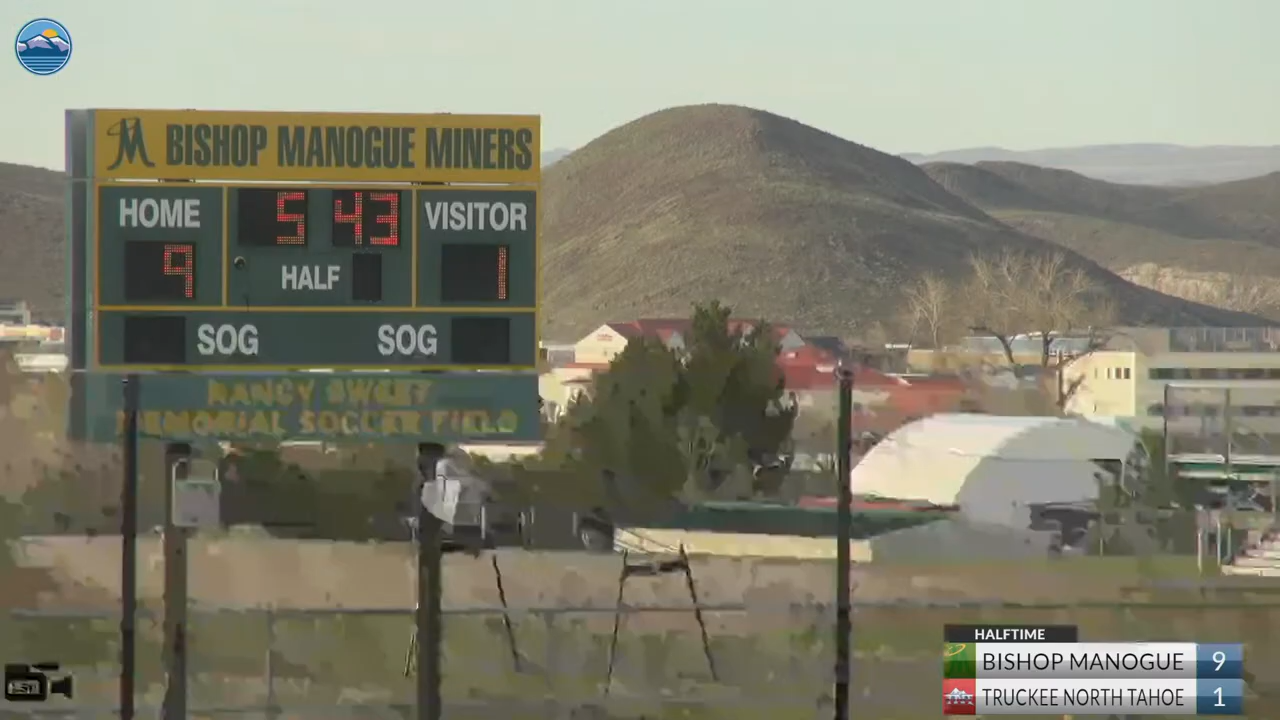 M BISHOP MANOGUE MINERS
HOME 5 43 VISITOR
9 HALF 1
SOG SOG
NANCY SWEET
MEMORIAL SOCCER FIELD
HALFTIME
BISHOP MANOGUE 9
TRUCKEE NORTH TAHOE 1